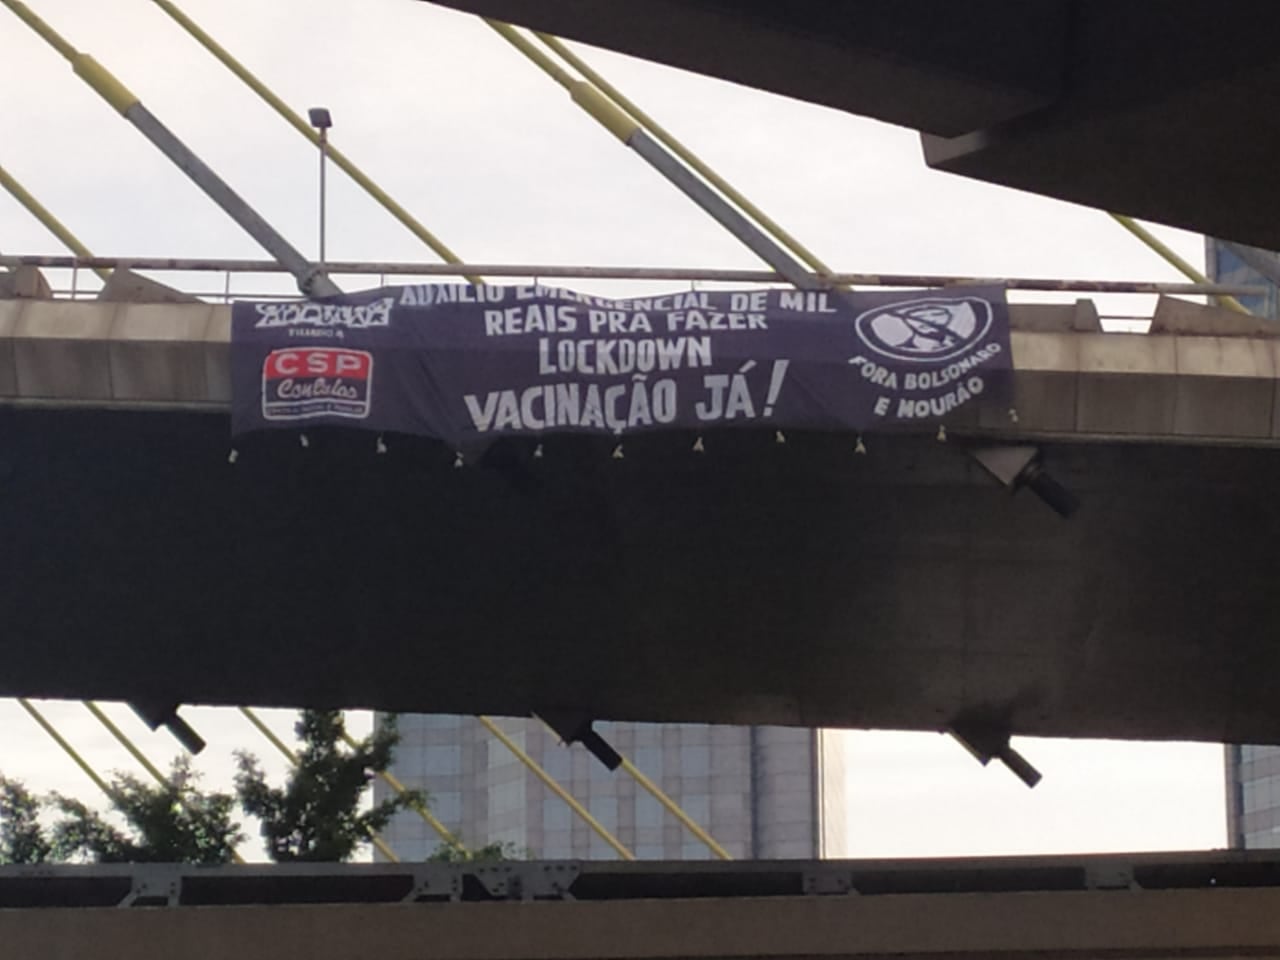 AUXILIO EMERGENCIAL DE MIL
REAIS PRA FAZER
LOCKDOWN
VACINAÇÃO JÁ!
CSP
Conlutas
FORA BOLSONARO
E MOURÃO